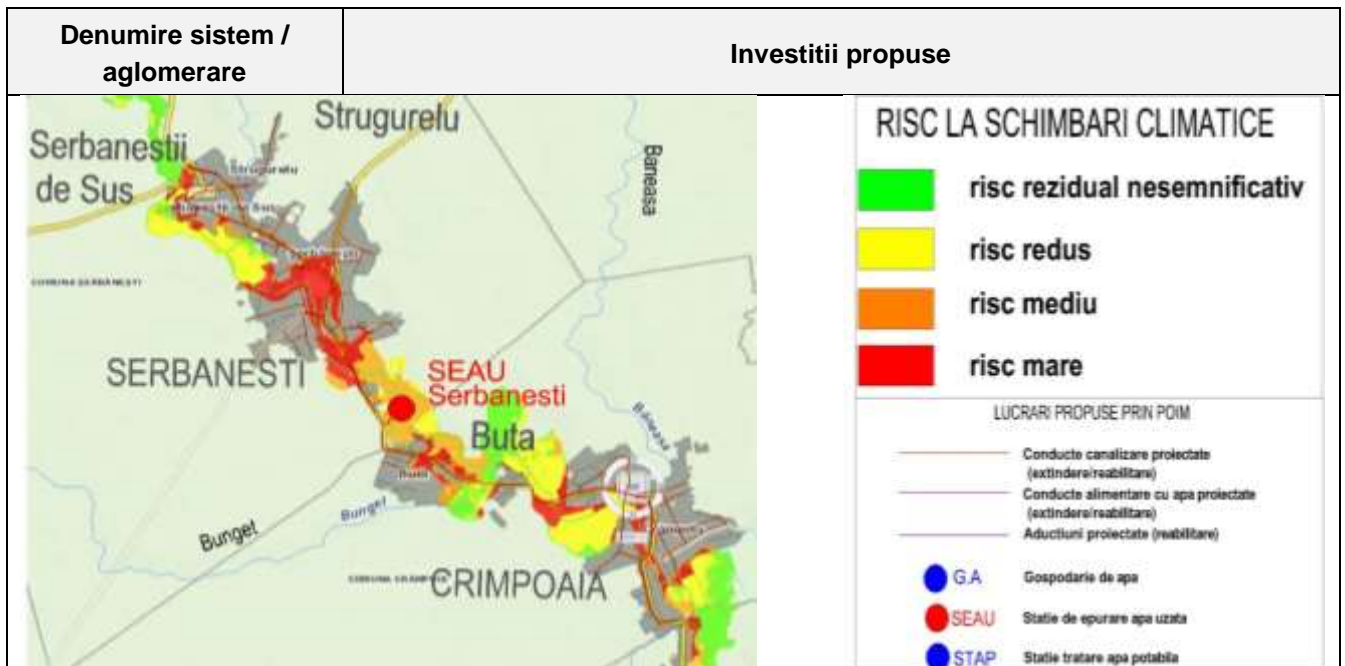 Denumire sistem /
aglomerare
Investitii propuse
Strugurelu
Serbanestii
de Sus
Strugurelu
Baneasa
SERBANESTI
SEAU
Serbanesti
Buta
Băneasa
Bunget
Bunget
CRIMPOAIA
RISC LA SCHIMBARI CLIMATICE
risc rezidual nesemnificativ
risc redus
risc mediu
risc mare
LUCRARI PROPUSE PRIN POIM
Conducte canalizare proiectate
(extindere/reabilitare)
Conducte alimentare cu apa proiectate
(extindere/reabilitare)
Aductiuni proiectate (reabilitare)
G.A Gospodarie de apa
SEAU Statie de epurare apa uzata
STAP Statie tratare apa potabila